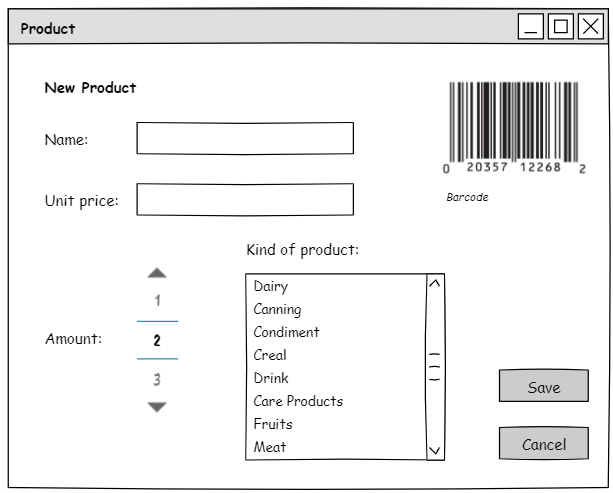 Product
New Product
Name:
0 20357 12268 2
Barcode
Unit price:
Kind of product:
Amount:
1
2
3
Dairy
Canning
Condiment
Creal
Drink
Care Products
Fruits
Meat
Save
Cancel